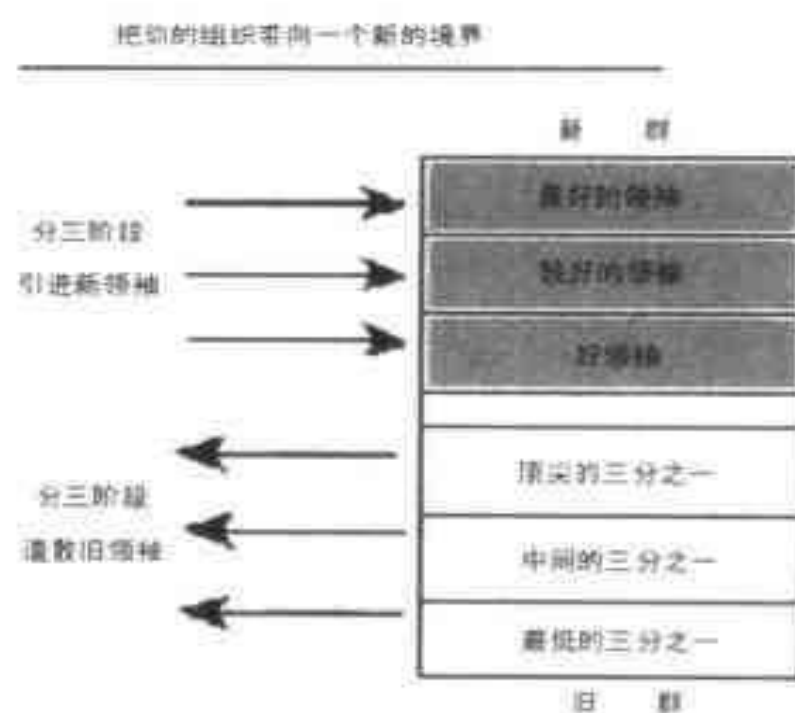 把你的组织带向一个新的境界
新 群
最好的领袖
分三阶段
引进新领袖
较好的领袖
好领袖
顶尖的三分之一
分三阶段
遣散旧领袖
中间的三分之一
最低的三分之一
旧 群